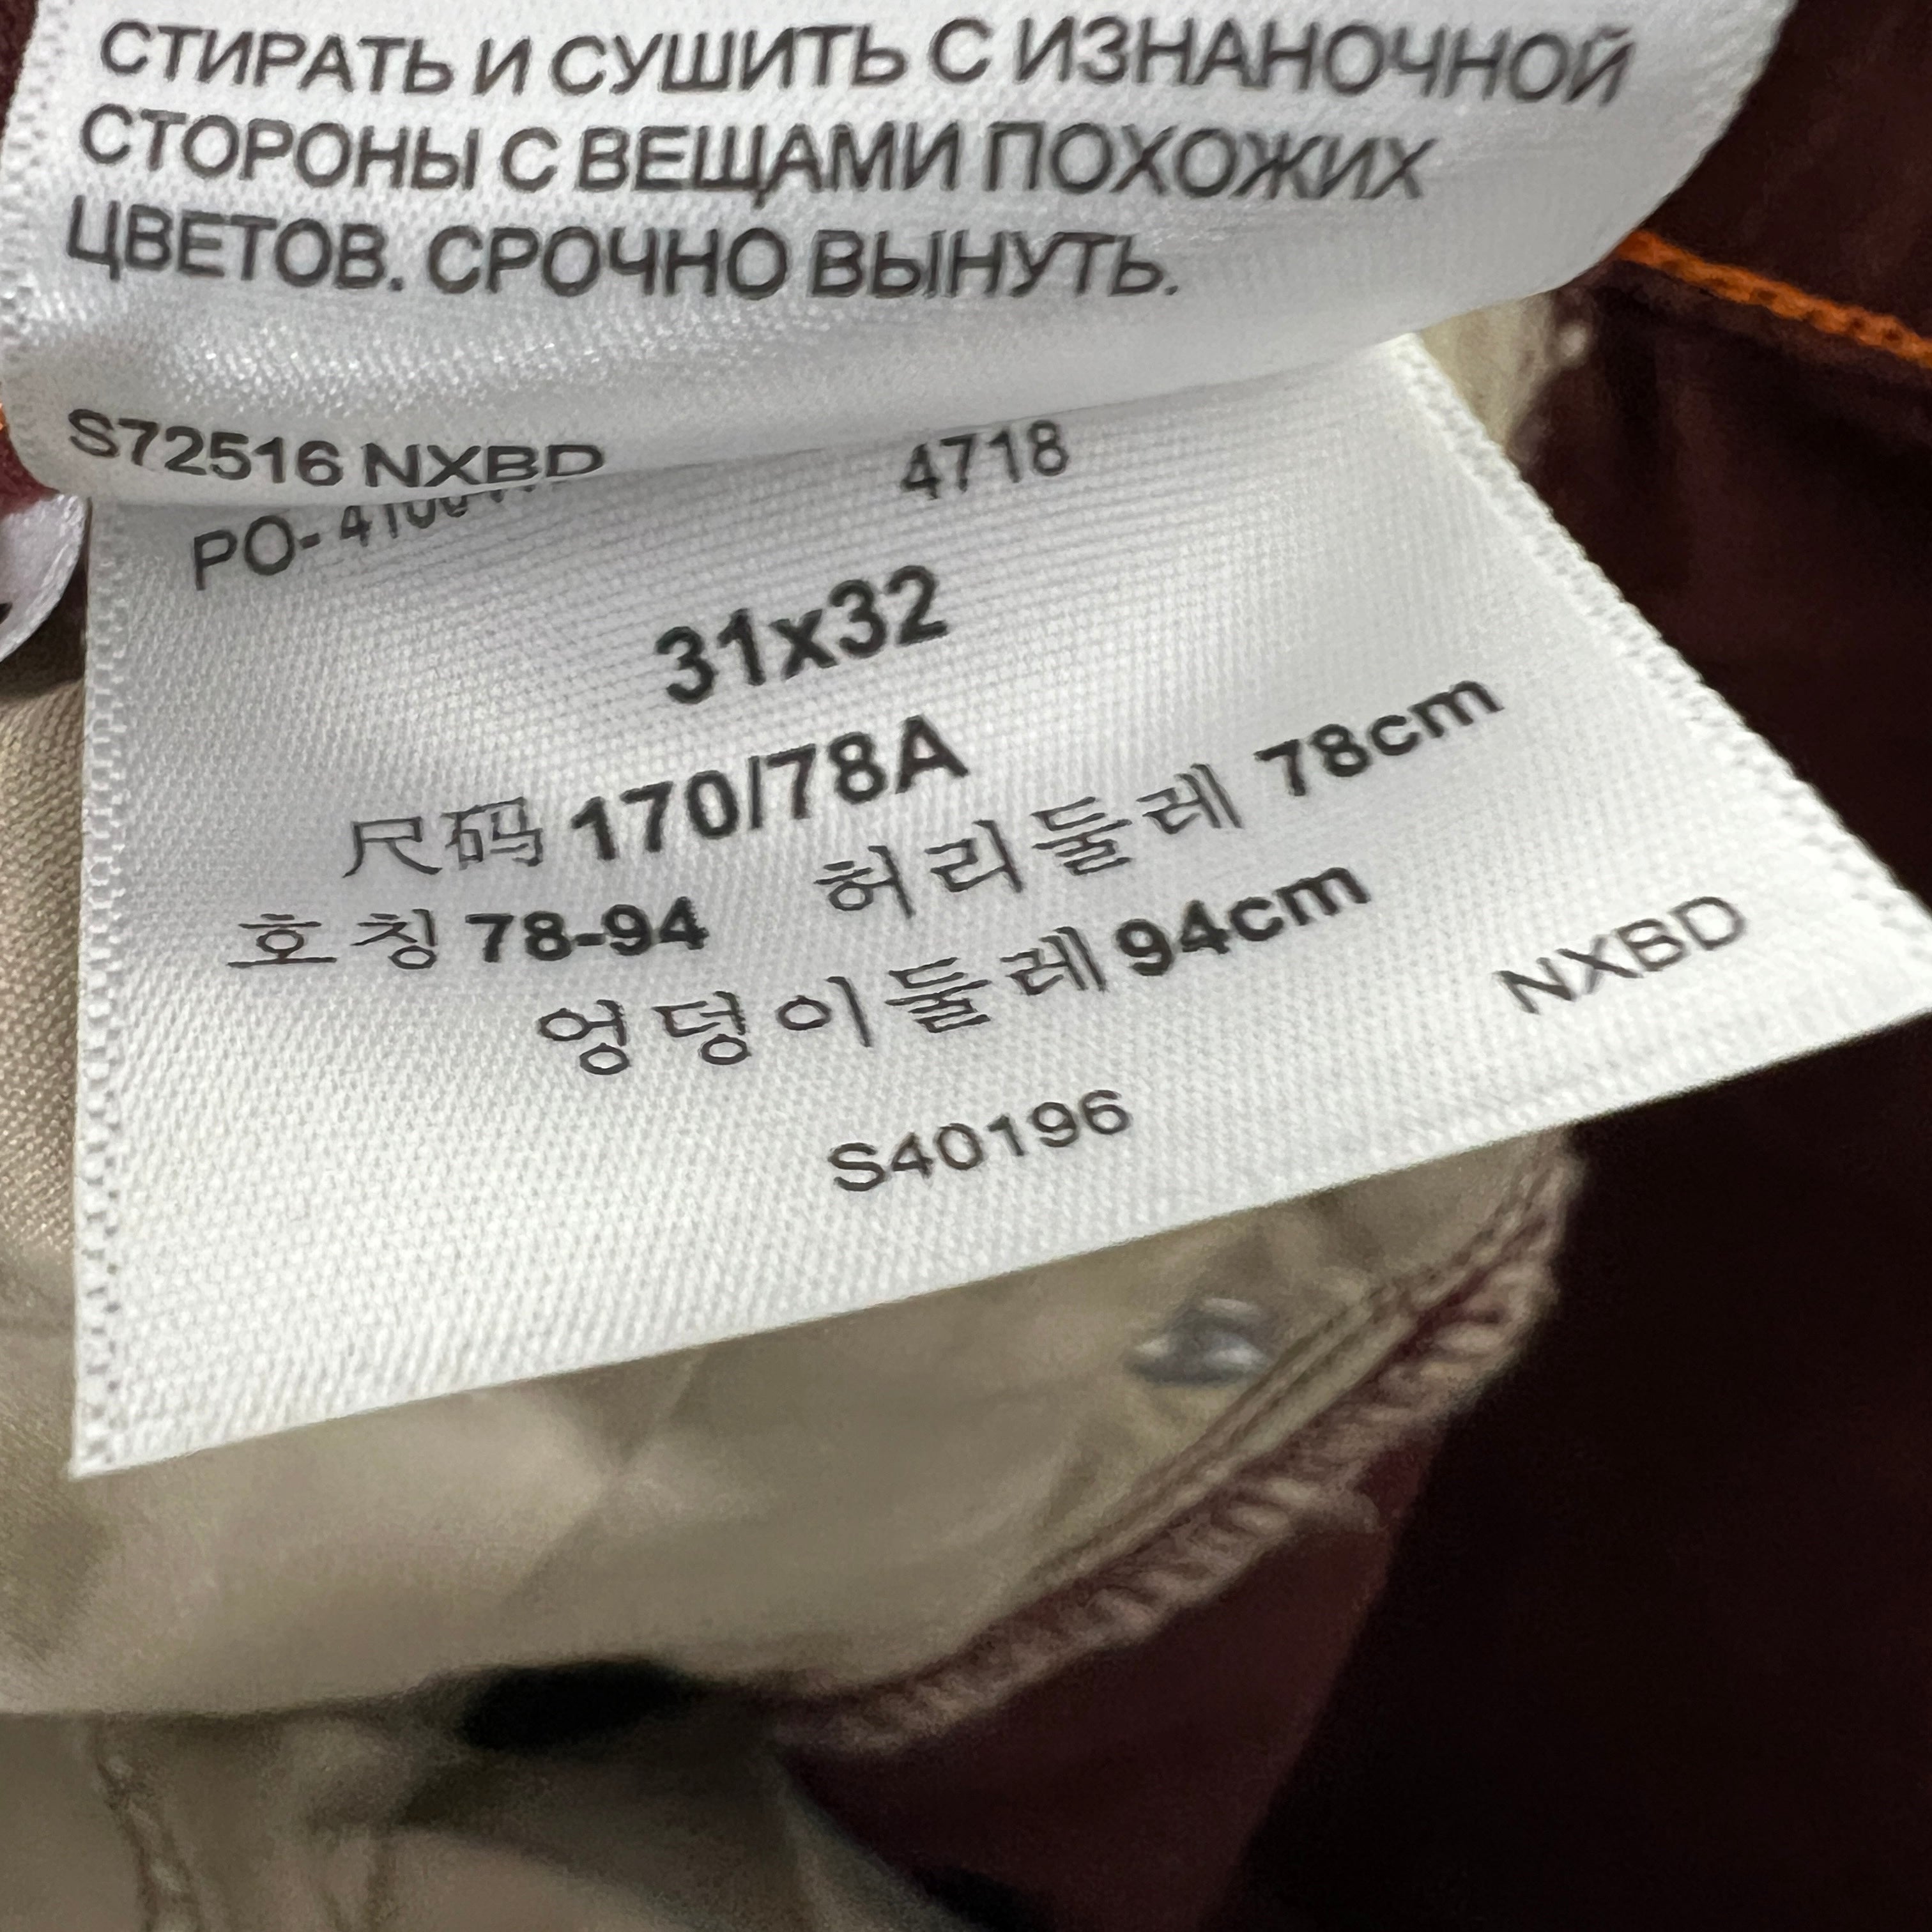 СТИРАТЬ И СУШИТЬ С ИЗНАНОЧНОЙ
СТОРОНЫ С ВЕЩАМИ ПОХОЖИХ
ЦВЕТОВ. СРОЧНО ВЫНУТЬ.
S72516 NXBD
PO- 4718
31x32
尺码 170/78A
호칭 78-94 허리둘레 78cm
엉덩이둘레 94cm
NXBD
S40196